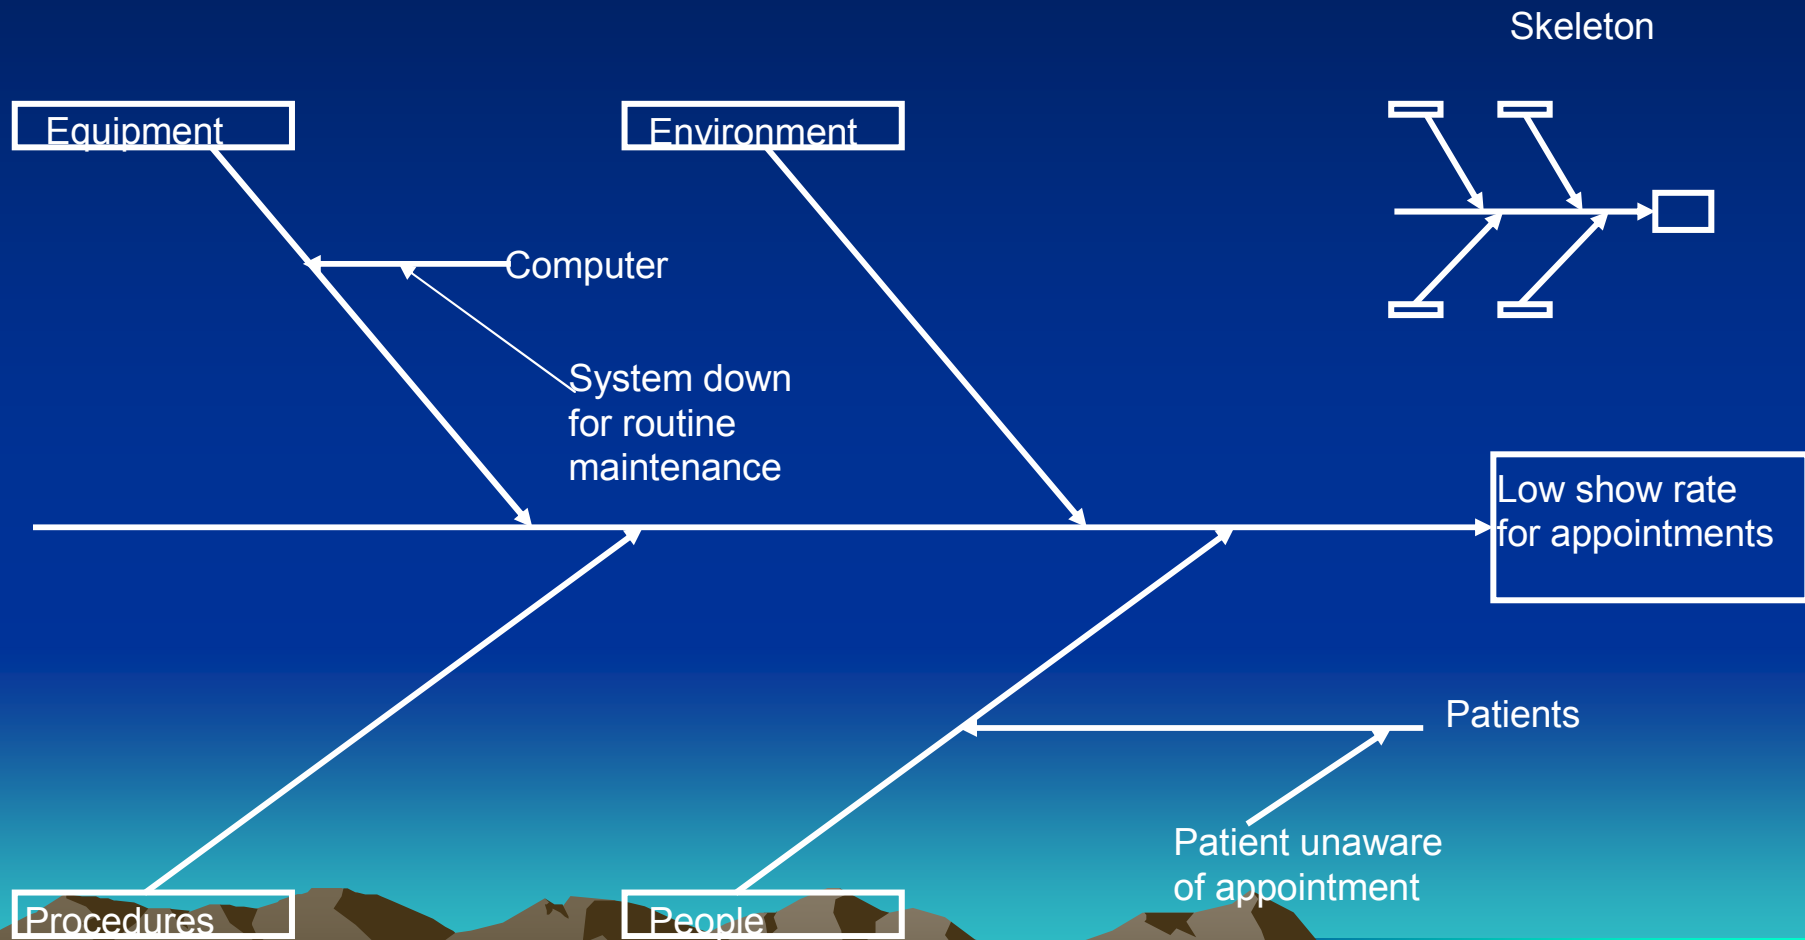 Skeleton
Equipment
Environment
Computer
System down
for routine
maintenance
Low show rate
for appointments
Patients
Patient unaware
of appointment
Procedures
People